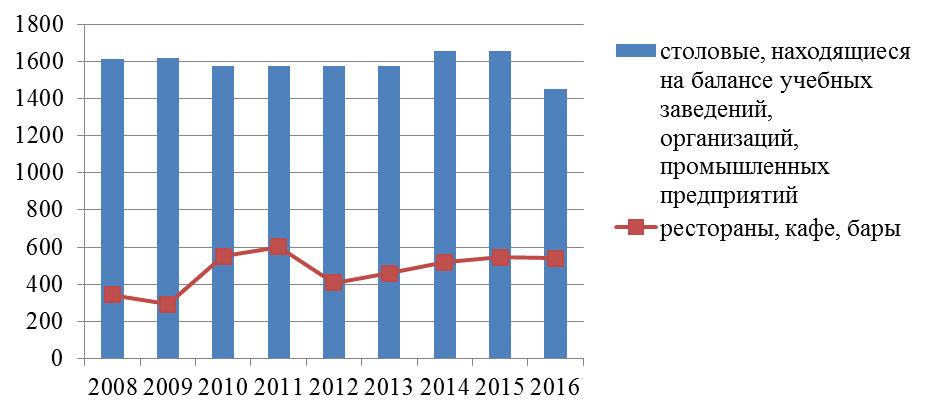 1800
1600
1400
1200
1000
800
600
400
200
0
2008 2009 2010 2011 2012 2013 2014 2015 2016
столовые, находящиеся
на балансе учебных
заведений,
организаций,
промышленных
предприятий
рестораны, кафе, бары